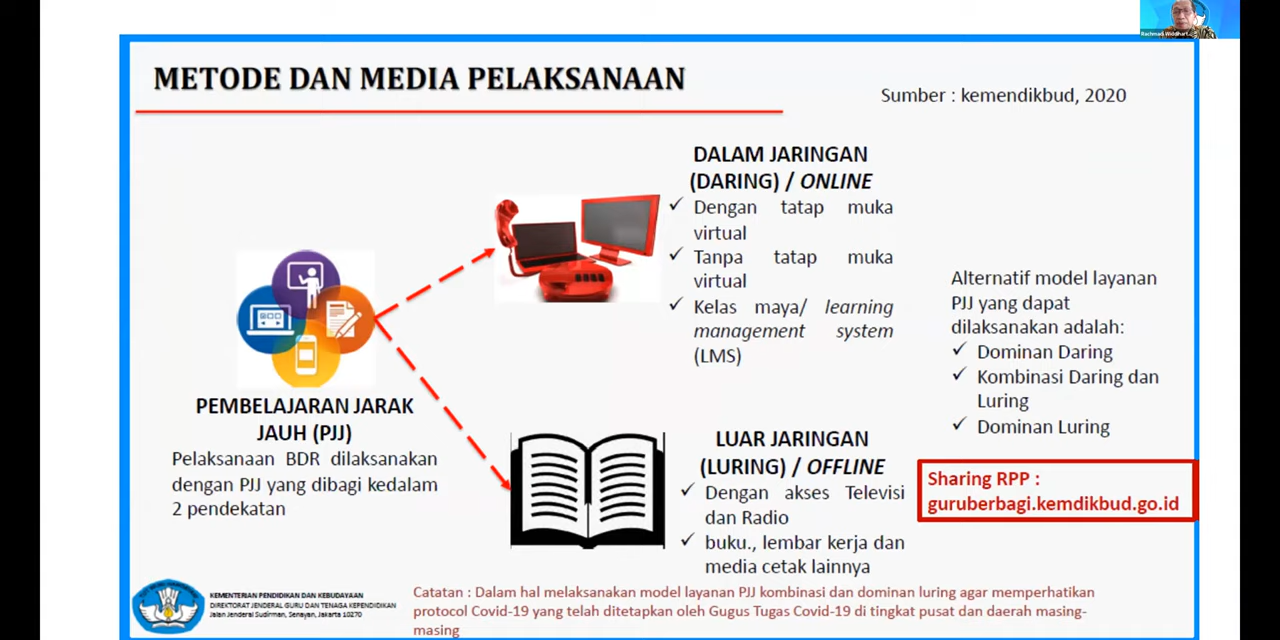 METODE DAN MEDIA PELAKSANAAN
Sumber : kemendikbud, 2020
DALAM JARINGAN
(DARING) / ONLINE
✓ Dengan tatap muka
virtual
✓ Tanpa tatap muka
virtual
✓ Kelas maya/ learning
management system
(LMS)
PEMBELAJARAN JARAK
JAUH (PJJ)
Pelaksanaan BDR dilaksanakan
dengan PJJ yang dibagi kedalam
2 pendekatan
LUAR JARINGAN
(LURING) / OFFLINE
✓ Dengan akses Televisi
dan Radio
✓ buku., lembar kerja dan
media cetak lainnya
Alternatif model layanan
PJJ yang dapat
dilaksanakan adalah:
✓ Dominan Daring
✓ Kombinasi Daring dan
Luring
✓ Dominan Luring
Sharing RPP :
guruberbagi.kemdikbud.go.id
KEMENTERIAN PENDIDIKAN DAN KEBUDAYAAN
DIREKTORAT JENDERAL GURU DAN TENAGA KEPENDIDIKAN
Jalan Jenderal Sudirman, Senayan, Jakarta 10270
Catatan : Dalam hal melaksanakan model layanan PJJ kombinasi dan dominan luring agar memperhatikan
protocol Covid-19 yang telah ditetapkan oleh Gugus Tugas Covid-19 di tingkat pusat dan daerah masing-
masing